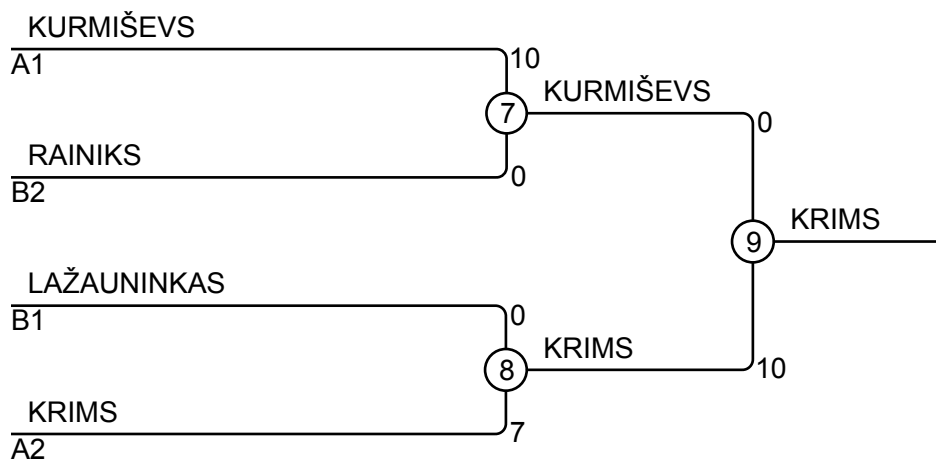 KURMIŠEVS
A1
10
7
KURMIŠEVS
0
RAINIKS
B2
0
9
KRIMS
LAŽAUNINKAS
B1
0
8
KRIMS
10
KRIMS
A2
7